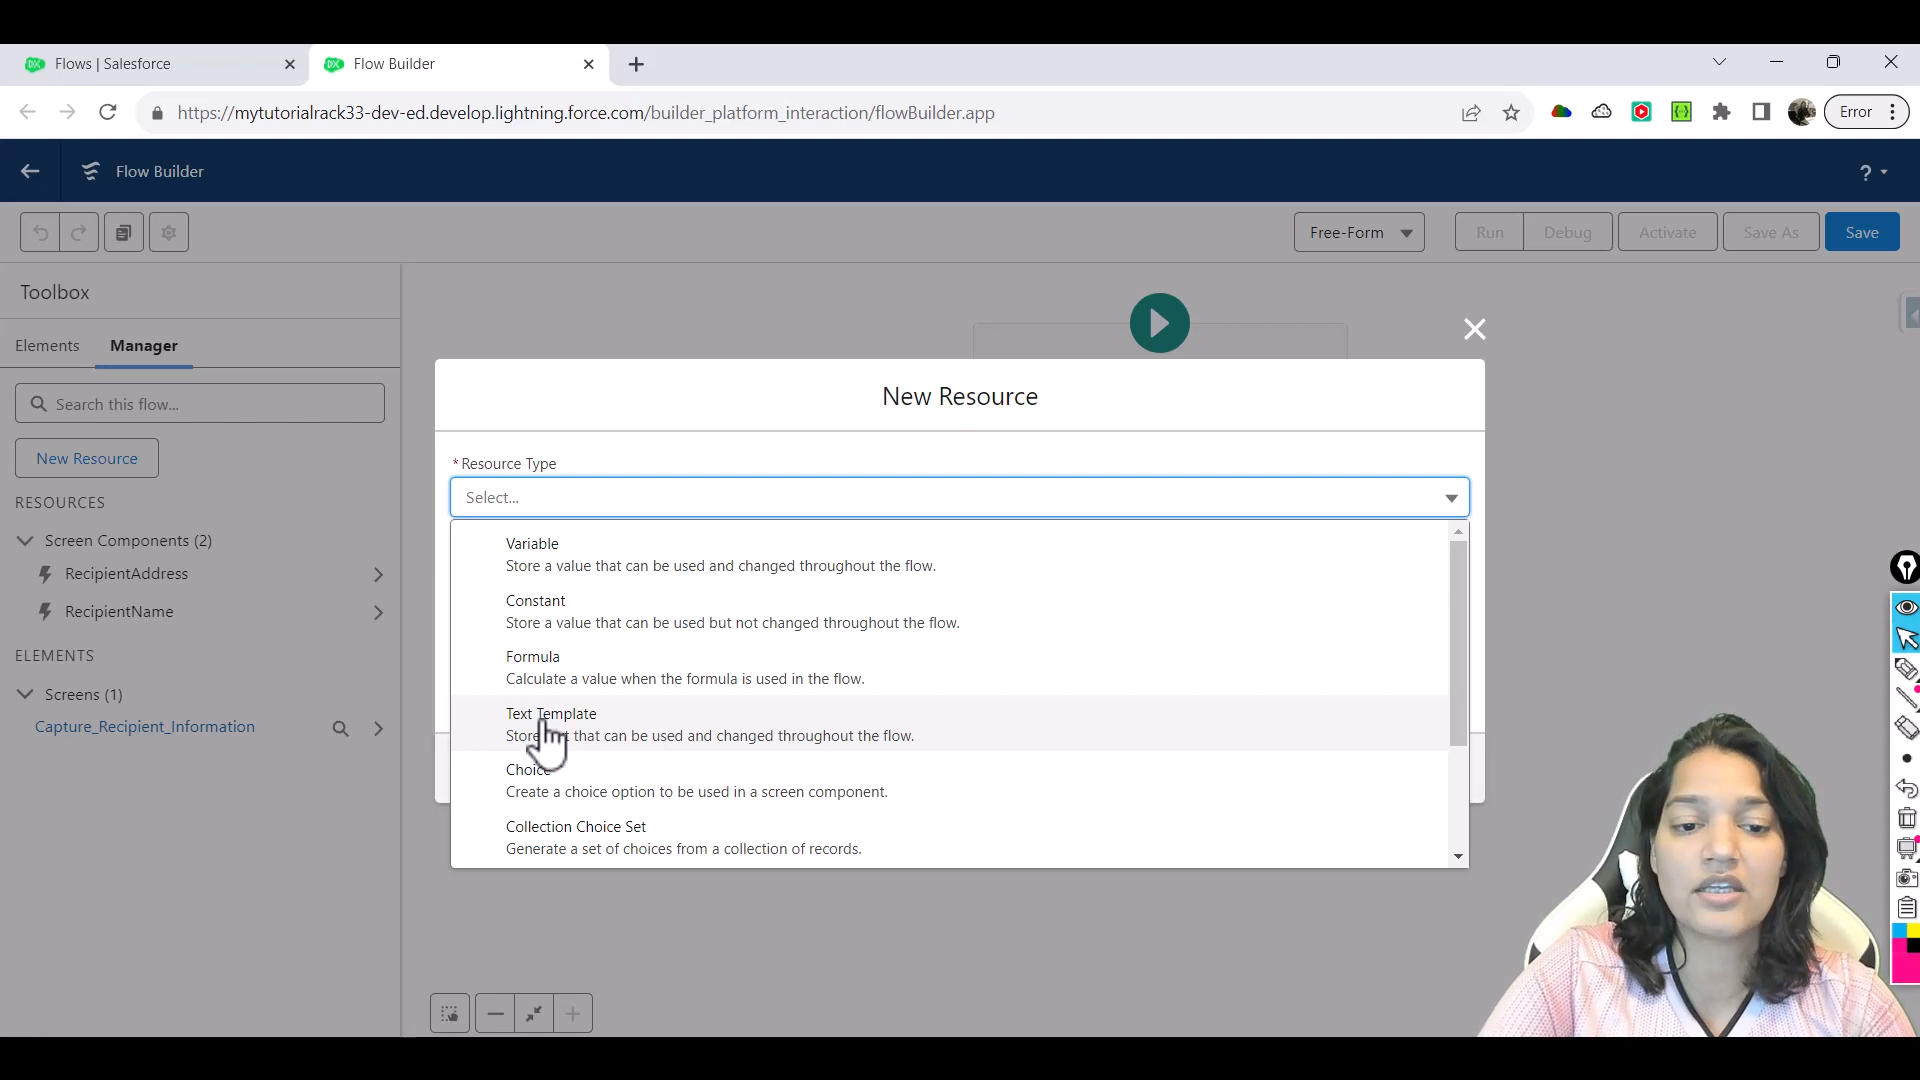 Flows | Salesforce
Flow Builder
https://mytutorialrack33-dev-ed.develop.lightning.force.com/builder_platform_interaction/flowBuilder.app
Error
Flow Builder
?
Free-Form
Run
Debug
Activate
Save As
Save
Toolbox
Elements
Manager
Search this flow...
New Resource
RESOURCES
Screen Components (2)
RecipientAddress
RecipientName
ELEMENTS
Screens (1)
Capture_Recipient_Information
New Resource
* Resource Type
Select...
Variable
Store a value that can be used and changed throughout the flow.
Constant
Store a value that can be used but not changed throughout the flow.
Formula
Calculate a value when the formula is used in the flow.
Text Template
Store that can be used and changed throughout the flow.
Choice
Create a choice option to be used in a screen component.
Collection Choice Set
Generate a set of choices from a collection of records.